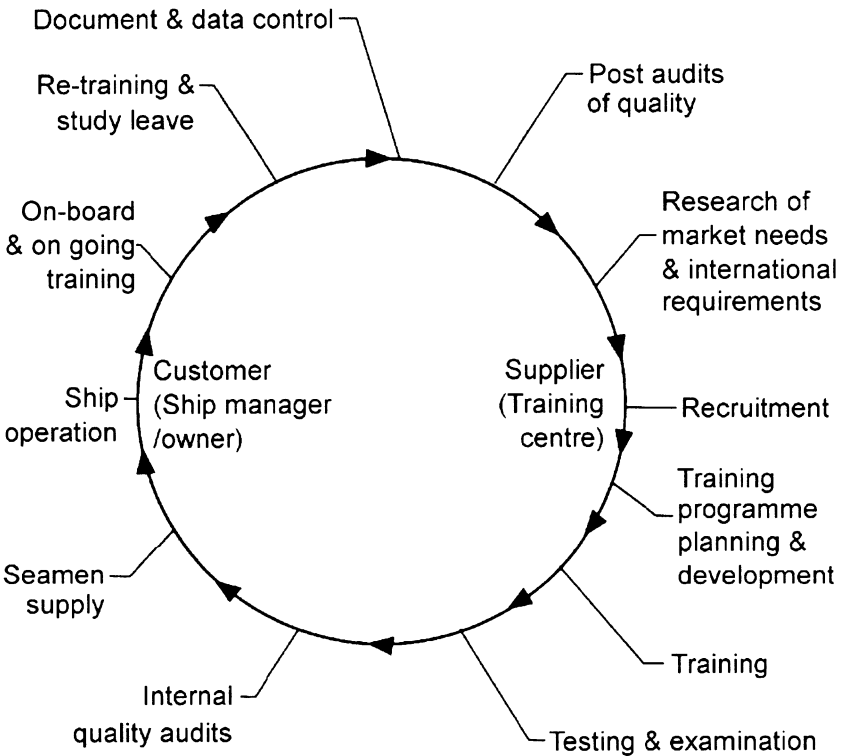 Document & data control
Post audits
of quality
Re-training &
study leave
Research of
market needs
& international
requirements
On-board
& on going
training
Customer
(Ship manager
/owner)
Supplier
(Training
centre)
Ship
operation
Recruitment
Training
programme
planning &
development
Seamen
supply
Training
Internal
quality audits
Testing & examination